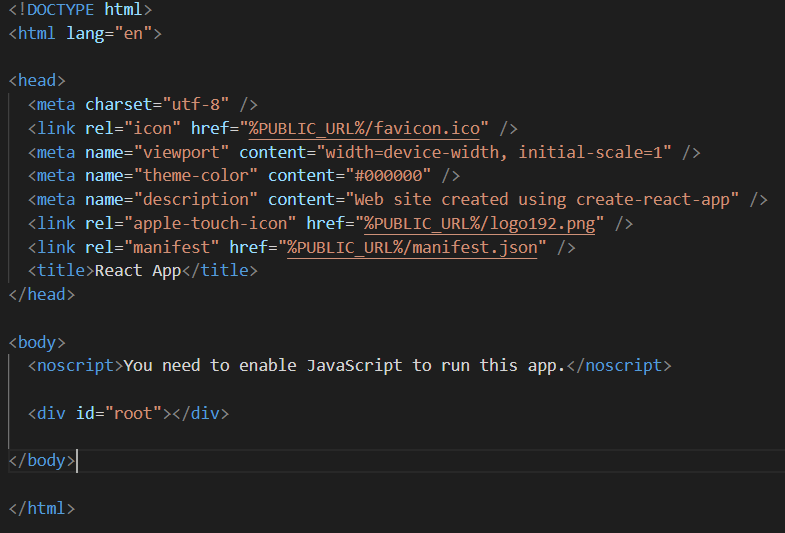 <!DOCTYPE html>
<html lang="en">
<head>
<meta charset="utf-8" />
<link rel="icon" href="%PUBLIC_URL%/favicon.ico" />
<meta name="viewport" content="width=device-width, initial-scale=1" />
<meta name="theme-color" content="#000000" />
<meta name="description" content="Web site created using create-react-app" />
<link rel="apple-touch-icon" href="%PUBLIC_URL%/logo192.png" />
<link rel="manifest" href="%PUBLIC_URL%/manifest.json" />
<title>React App</title>
</head>
<body>
<noscript>You need to enable JavaScript to run this app.</noscript>
<div id="root"></div>
</body>
</html>